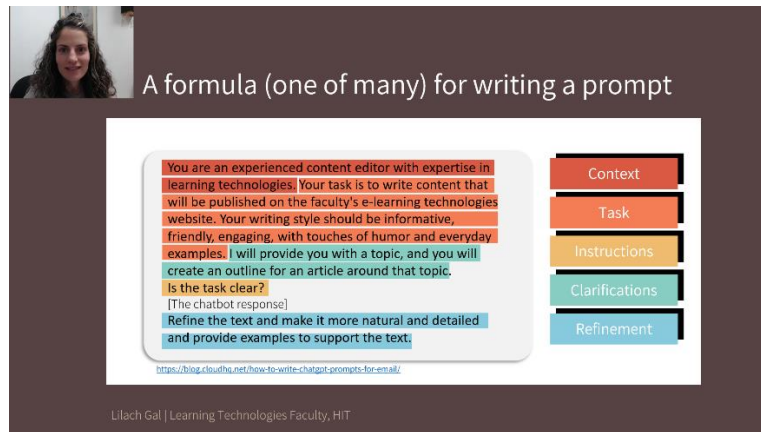 A formula (one of many) for writing a prompt
You are an experienced content editor with expertise in
learning technologies. Your task is to write content that
will be published on the faculty's e-learning technologies
website. Your writing style should be informative,
friendly, engaging, with touches of humor and everyday
examples. I will provide you with a topic, and you will
create an outline for an article around that topic.
Is the task clear?
[The chatbot response]
Refine the text and make it more natural and detailed
and provide examples to support the text.
https://blog.cloudhq.net/how-to-write-chatgpt-prompts-for-email/
Context
Task
Instructions
Clarifications
Refinement
Lilach Gal | Learning Technologies Faculty, HIT